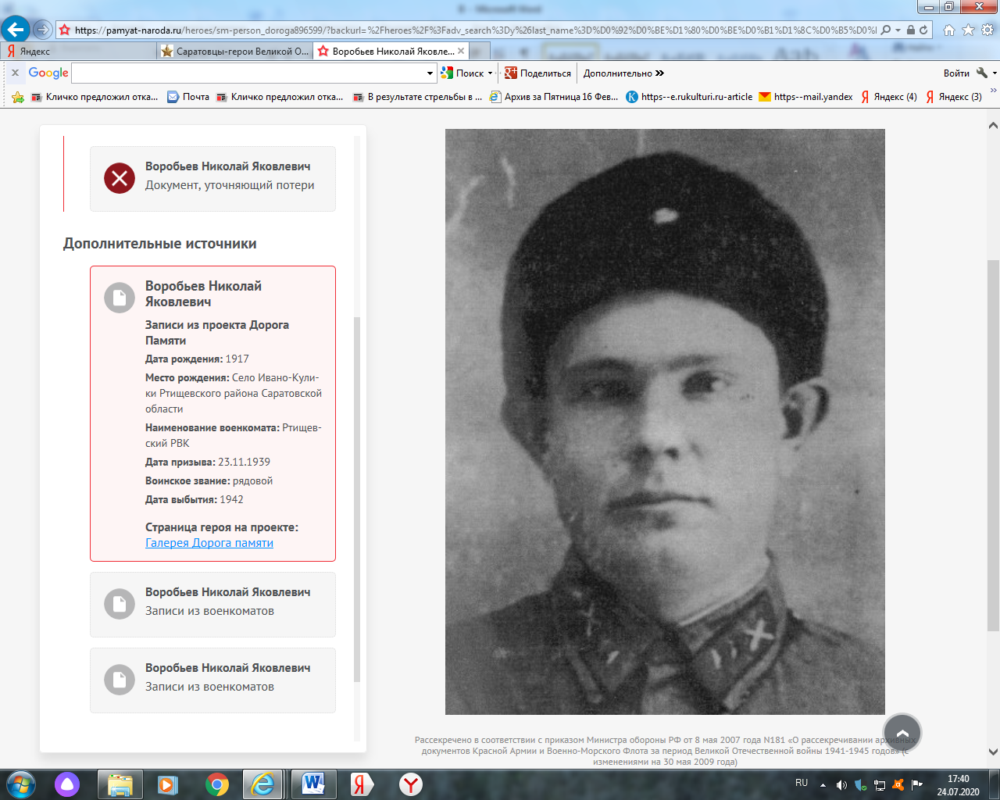 https://pamyat-naroda.ru/heroes/sm-person_doroga896599/?backurl=%2Fheroes%2F%3Fadv_search%3Dy%26last_name%3D%D0%92%D0%BE%D1%80%D0%BE%D0%B1%D1%8C%D0%B5%D0%
Яндекс
Саратовцы-герои Великой О...
Воробьев Николай Яковле...
Google
Поиск
Поделиться
Дополнительно
Войти
Кличко предложил отка...
Почта
Кличко предложил отка...
В результате стрельбы в ...
Архив за Пятница 16 Фев...
https--e.rukulturi.ru-article
https--mail.yandex
Яндекс (4)
Яндекс (3)
Воробьев Николай Яковлевич
Документ, уточняющий потери
Дополнительные источники
Воробьев Николай
Яковлевич
Записи из проекта Дорога
Памяти
Дата рождения: 1917
Место рождения: Село Ивано-Кули-
ки Ртищевского района Саратовской
области
Наименование военкомата: Ртищев-
ский РВК
Дата призыва: 23.11.1939
Воинское звание: рядовой
Дата выбытия: 1942
Страница героя на проекте:
Галерея Дорога памяти
Воробьев Николай Яковлевич
Записи из военкоматов
Воробьев Николай Яковлевич
Записи из военкоматов
Рассекречено в соответствии с приказом Министра обороны РФ от 8 мая 2007 года N181 «О рассекречивании архивных
документов Красной Армии и Военно-Морского Флота за период Великой Отечественной войны 1941-1945 годов» (с
изменениями на 30 мая 2009 года)
RU
17:40
24.07.2020